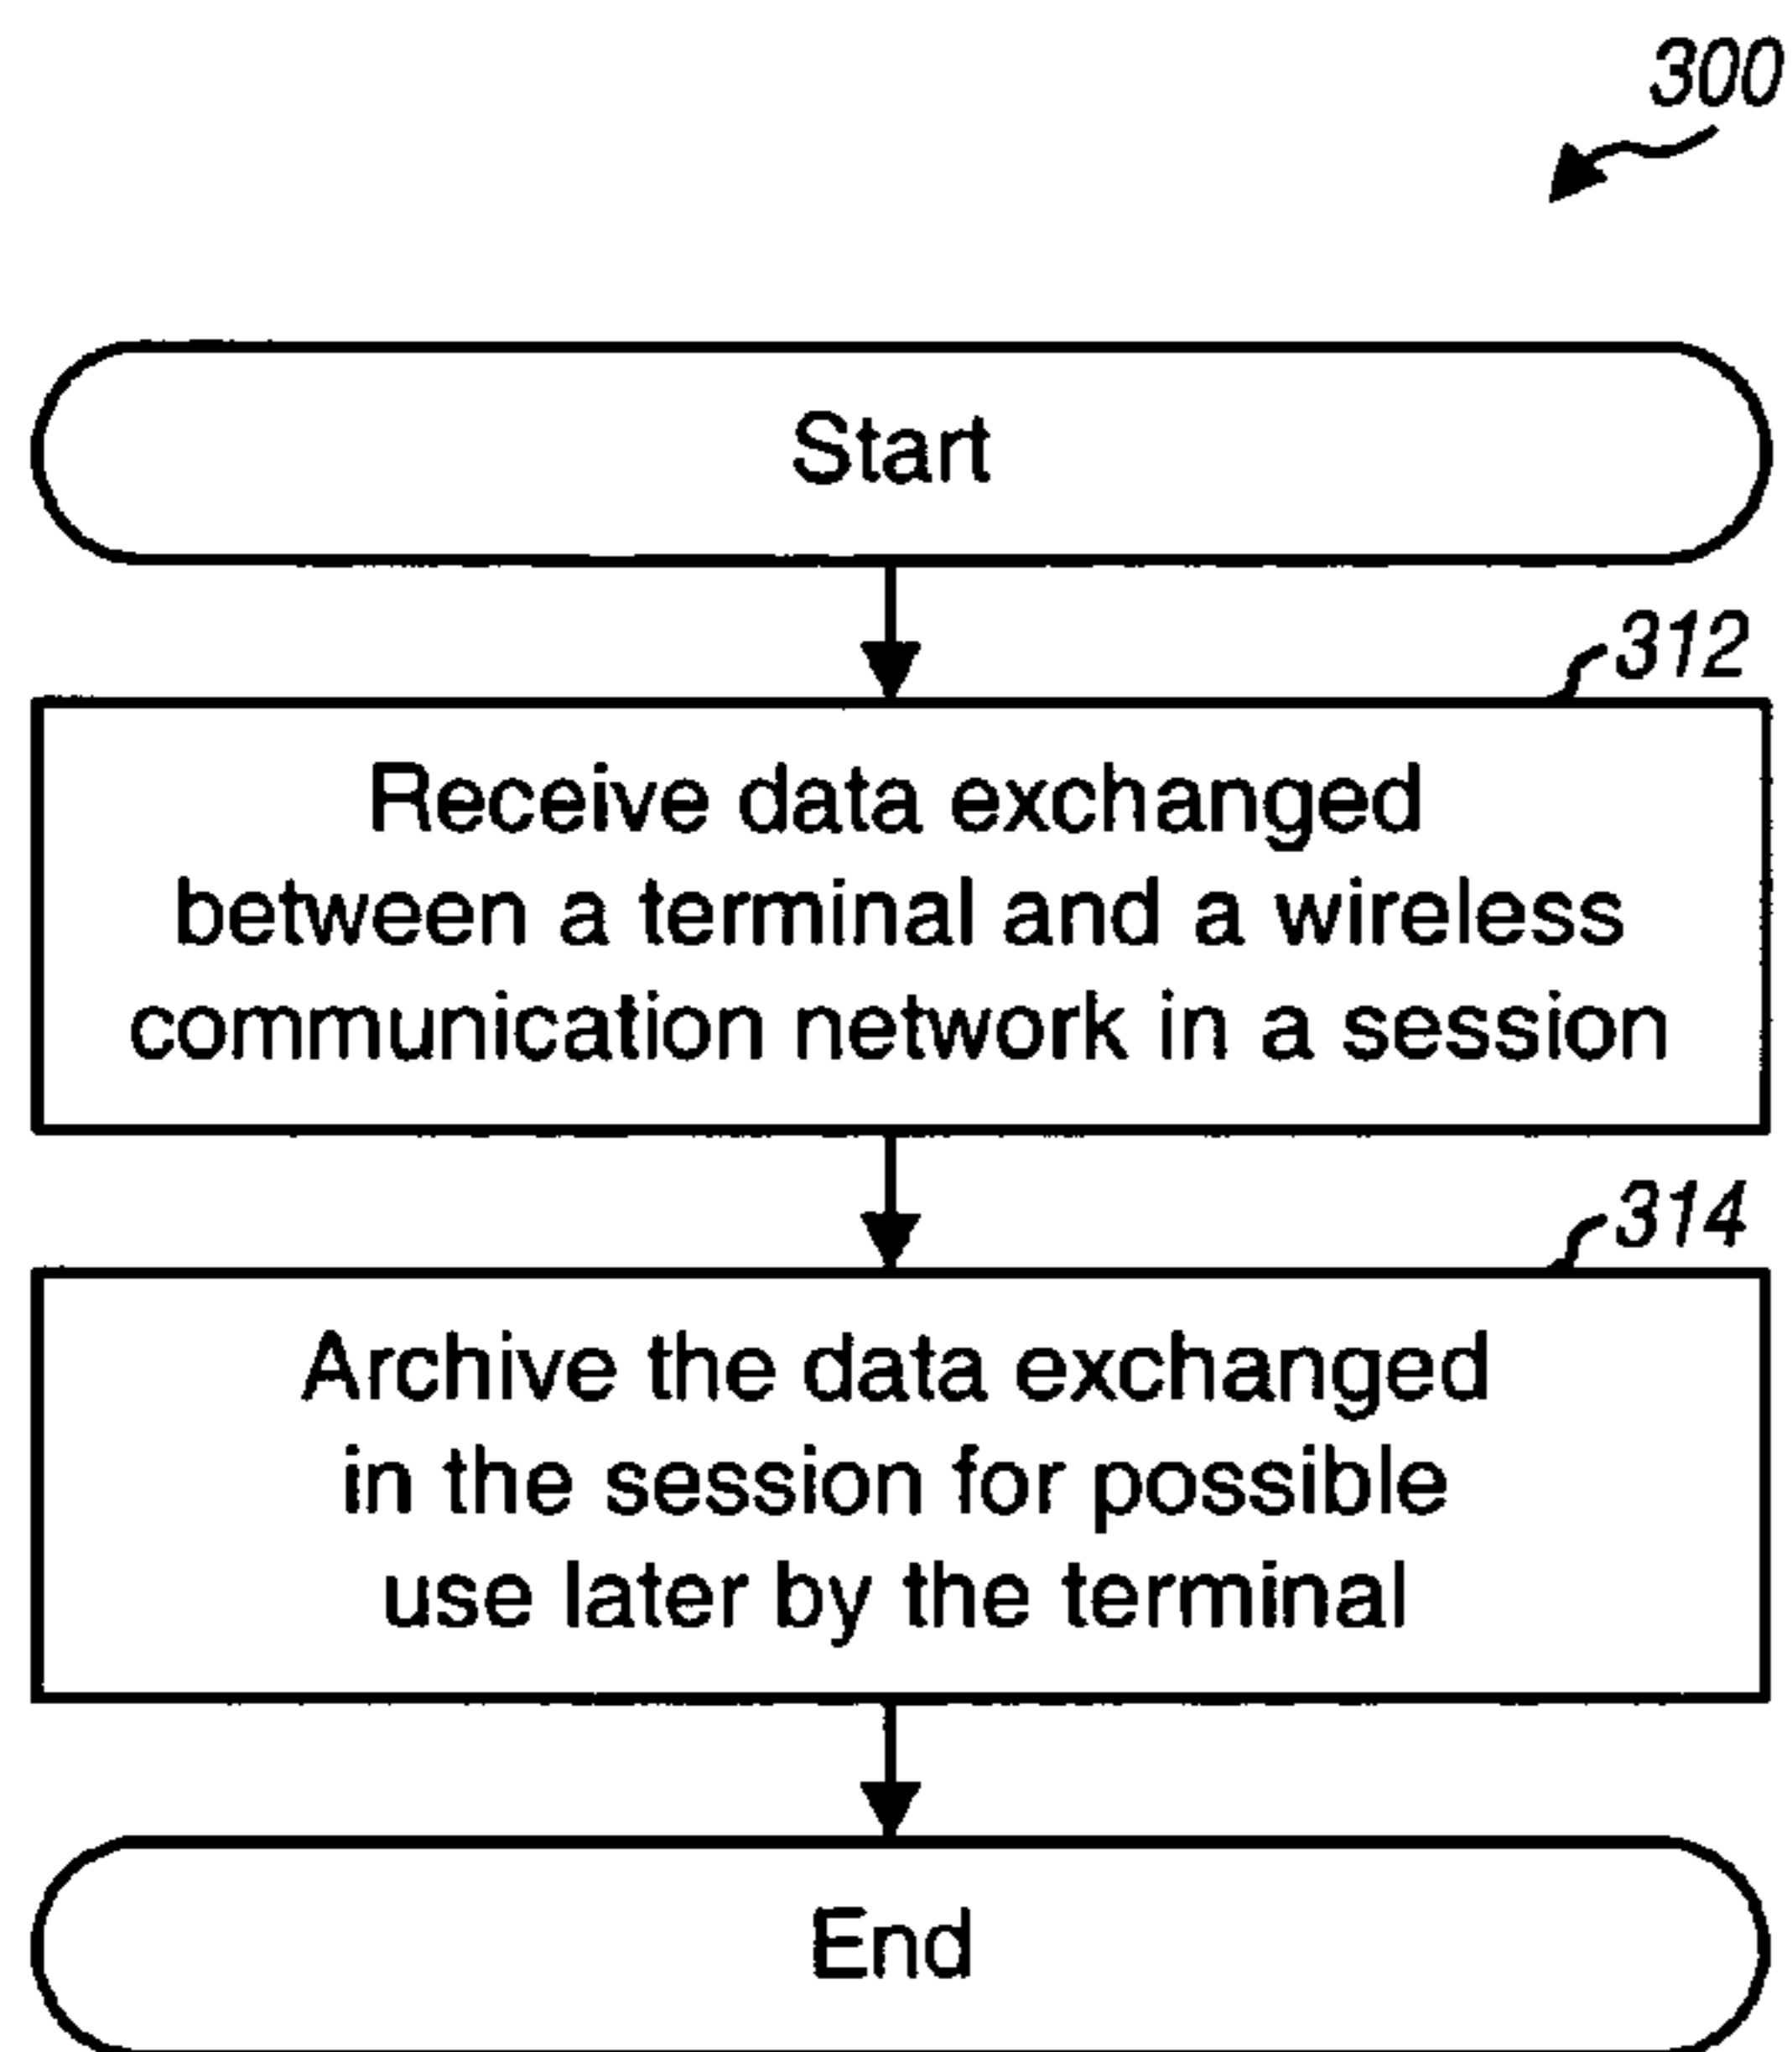 300
Start
312
Receive data exchanged
between a terminal and a wireless
communication network in a session
314
Archive the data exchanged
in the session for possible
use later by the terminal
End